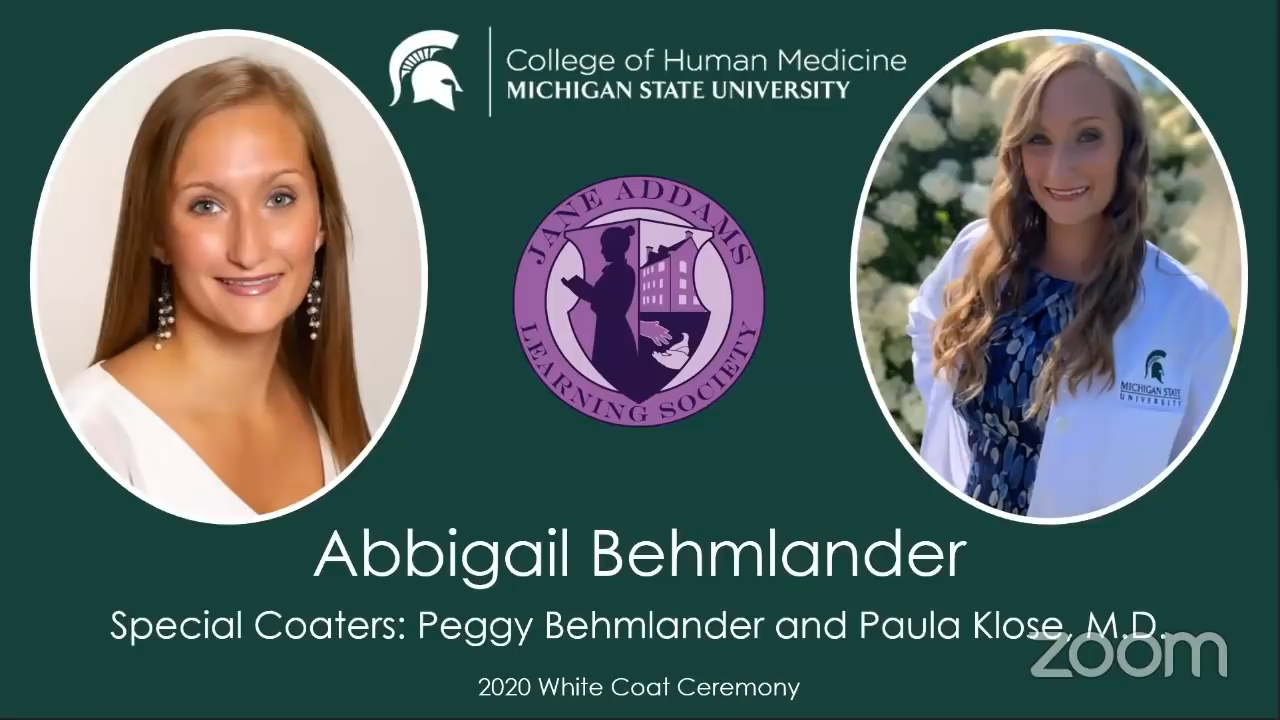 College of Human Medicine
MICHIGAN STATE UNIVERSITY
JANE ADDAMS
LEARNING SOCIETY
MICHIGAN STATE
UNIVERSITY
Abbigail Behmlander
Special Coaters: Peggy Behmlander and Paula Klose, M.D.
zoom
2020 White Coat Ceremony